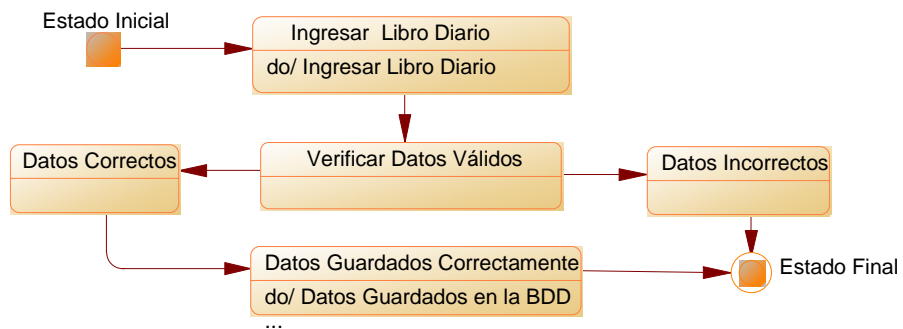 Estado Inicial
Ingresar Libro Diario
do/ Ingresar Libro Diario
Verificar Datos Válidos
Datos Correctos
Datos Incorrectos
Datos Guardados Correctamente
do/ Datos Guardados en la BDD
...
Estado Final